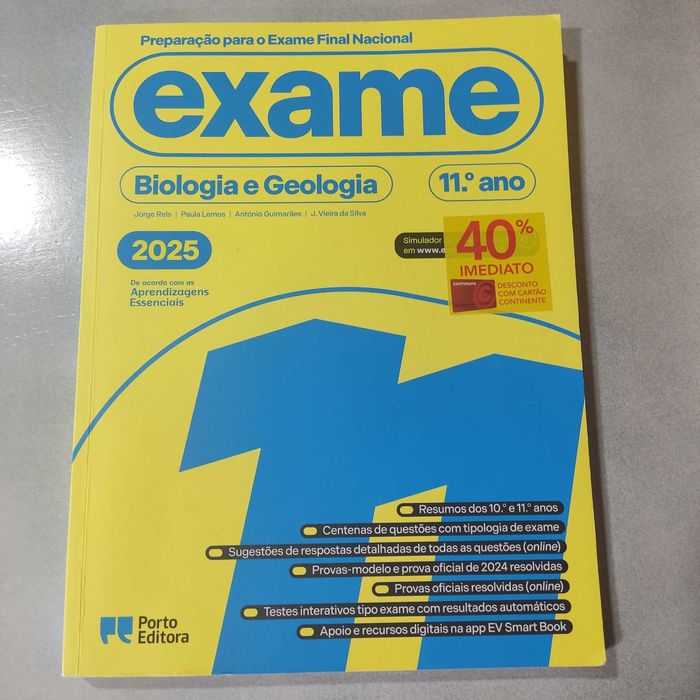 Preparação para o Exame Final Nacional
exame
Biologia e Geologia
11.º ano
Jorge Reis | Paula Lemos | António Guimarães | J. Vieira da Silva
2025
De acordo com as
Aprendizagens
Essenciais
Simulador
em www.e
40%
IMEDIATO
CONTINENTE
DESCONTO
COM CARTÃO
CONTINENTE
11
Resumos dos 10.º e 11.º anos
Centenas de questões com tipologia de exame
Sugestões de respostas detalhadas de todas as questões (online)
Provas-modelo e prova oficial de 2024 resolvidas
Provas oficiais resolvidas (online)
Testes interativos tipo exame com resultados automáticos
Apoio e recursos digitais na app EV Smart Book
Porto
Editora